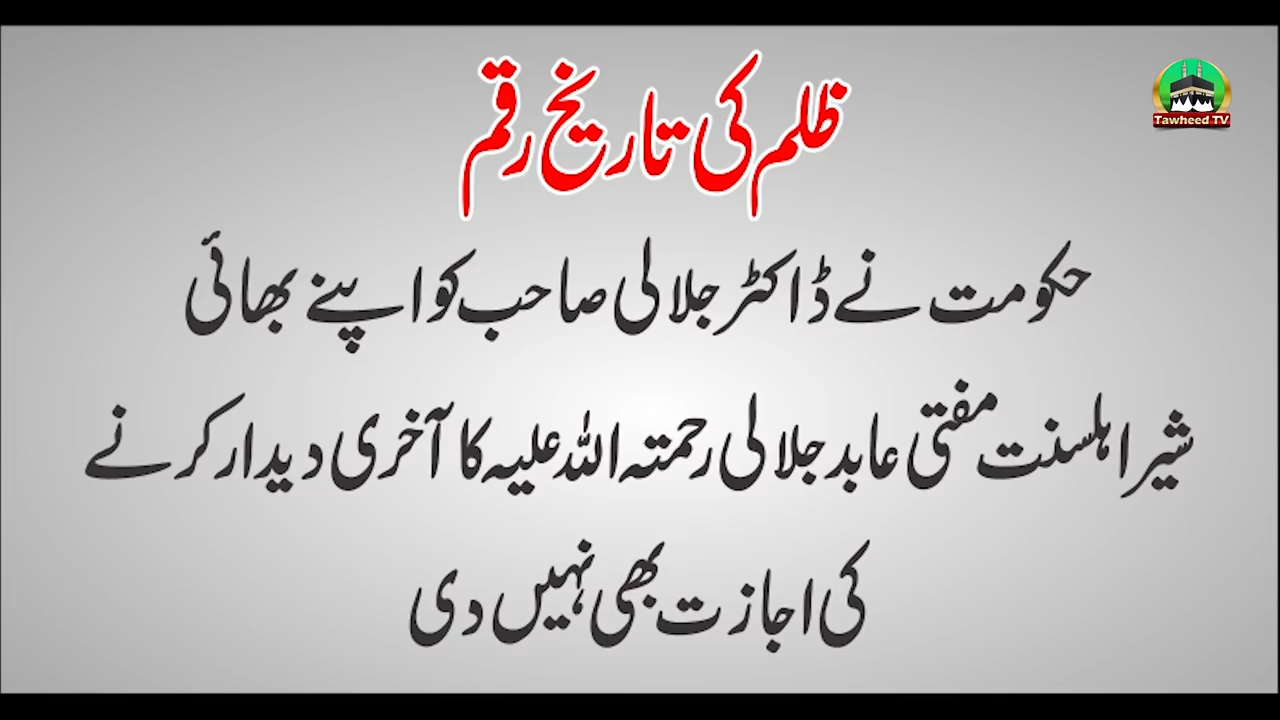 ظلم کی تاریخ رقم
Tawheed TV
حکومت نے ڈاکٹر جلالی صاحب کو اپنے بھائی
شیر اہلسنت مفتی عابد جلالی رحمتہ اللہ علیہ کا آخری دیدار کرنے
کی اجازت بھی نہیں دی